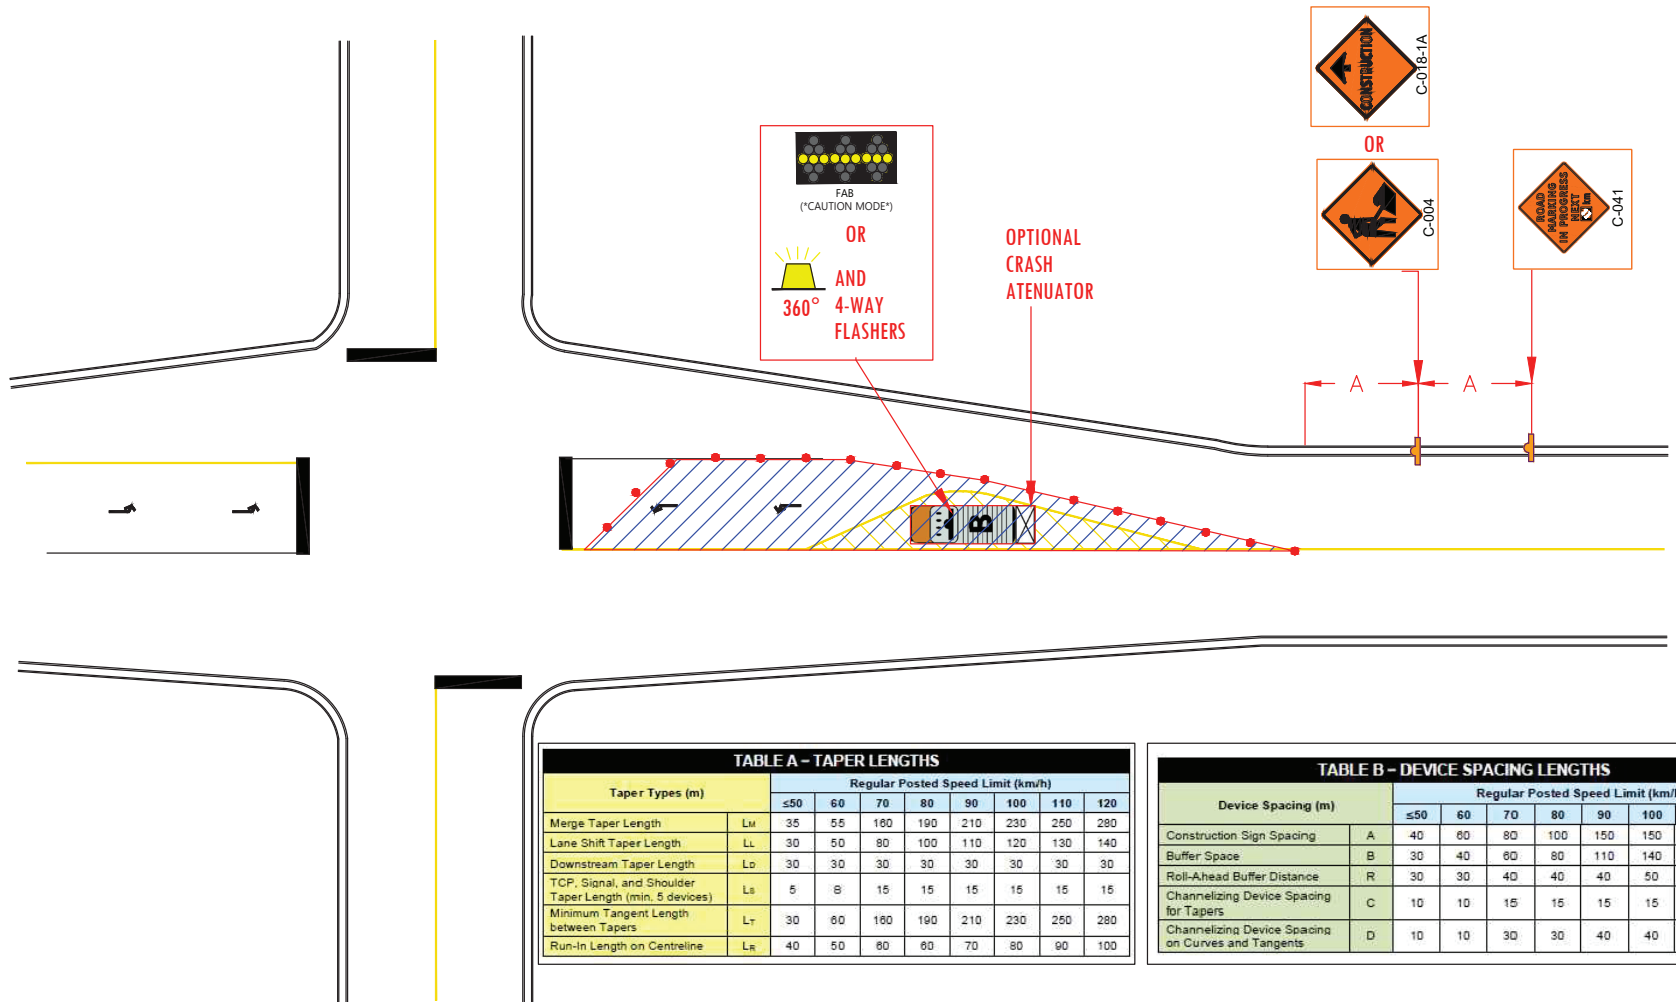 CONSTRUCTION
C-018-1A
OR
C-004
ROAD
MARKING
IN PROGRESS
NEXT
km
C-041
FAB
(*CAUTION MODE*)
OR
360°
AND
4-WAY
FLASHERS
OPTIONAL
CRASH
ATENUATOR
A
A
B
TABLE A – TAPER LENGTHS
Taper Types (m) Regular Posted Speed Limit (km/h)
≤50 60 70 80 90 100 110 120
Merge Taper Length LM 35 55 160 190 210 230 250 280
Lane Shift Taper Length LL 30 50 80 100 110 120 130 140
Downstream Taper Length LD 30 30 30 30 30 30 30 30
TCP, Signal, and Shoulder
Taper Length (min. 5 devices) LS 5 8 15 15 15 15 15 15
Minimum Tangent Length
between Tapers LT 30 60 160 190 210 230 250 280
Run-In Length on Centreline LR 40 50 60 60 70 80 90 100
TABLE B – DEVICE SPACING LENGTHS
Device Spacing (m) Regular Posted Speed Limit (km/
≤50 60 70 80 90 100
Construction Sign Spacing A 40 60 80 100 150 150
Buffer Space B 30 40 60 80 110 140
Roll-Ahead Buffer Distance R 30 30 40 40 40 50
Channelizing Device Spacing
for Tapers C 10 10 15 15 15 15
Channelizing Device Spacing
on Curves and Tangents D 10 10 30 30 40 40